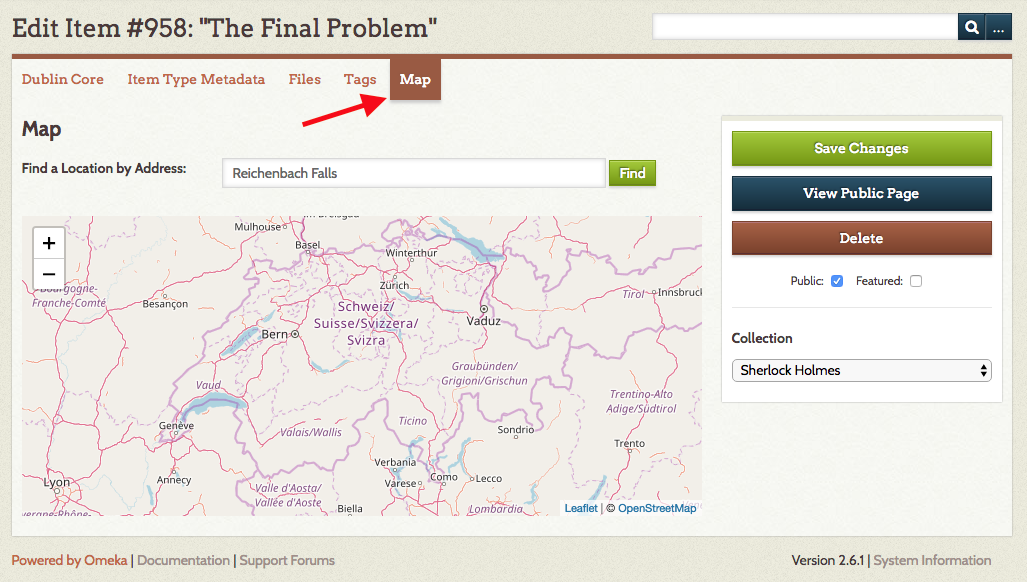 Edit Item #958: "The Final Problem"
...
Dublin Core
Item Type Metadata
Files
Tags
Map
Map
Find a Location by Address:
Reichenbach Falls
Find
Save Changes
View Public Page
Delete
Public:
Featured:
Collection
Sherlock Holmes
+
−
Mulhouse
Basel
Winterthur
Zürich
Franche-Comté
Besançon
Schweiz/
Suisse/Svizzera/
Svizra
Tirol
Innsbruck
Vaduz
Bern
Graubünden/
Grigioni/Grischun
Vaud
Trentino-Alto
Adige/Südtirol
Genève
Valais/Wallis
Ticino
Sondrio
Trento
Verbania
Lyon
Annecy
Varese
Como
Lecco
Valle d'Aosta/
Vallée d'Aoste
Biella
Lombardia
Leaflet | © OpenStreetMap
Powered by Omeka | Documentation | Support Forums
Version 2.6.1 | System Information